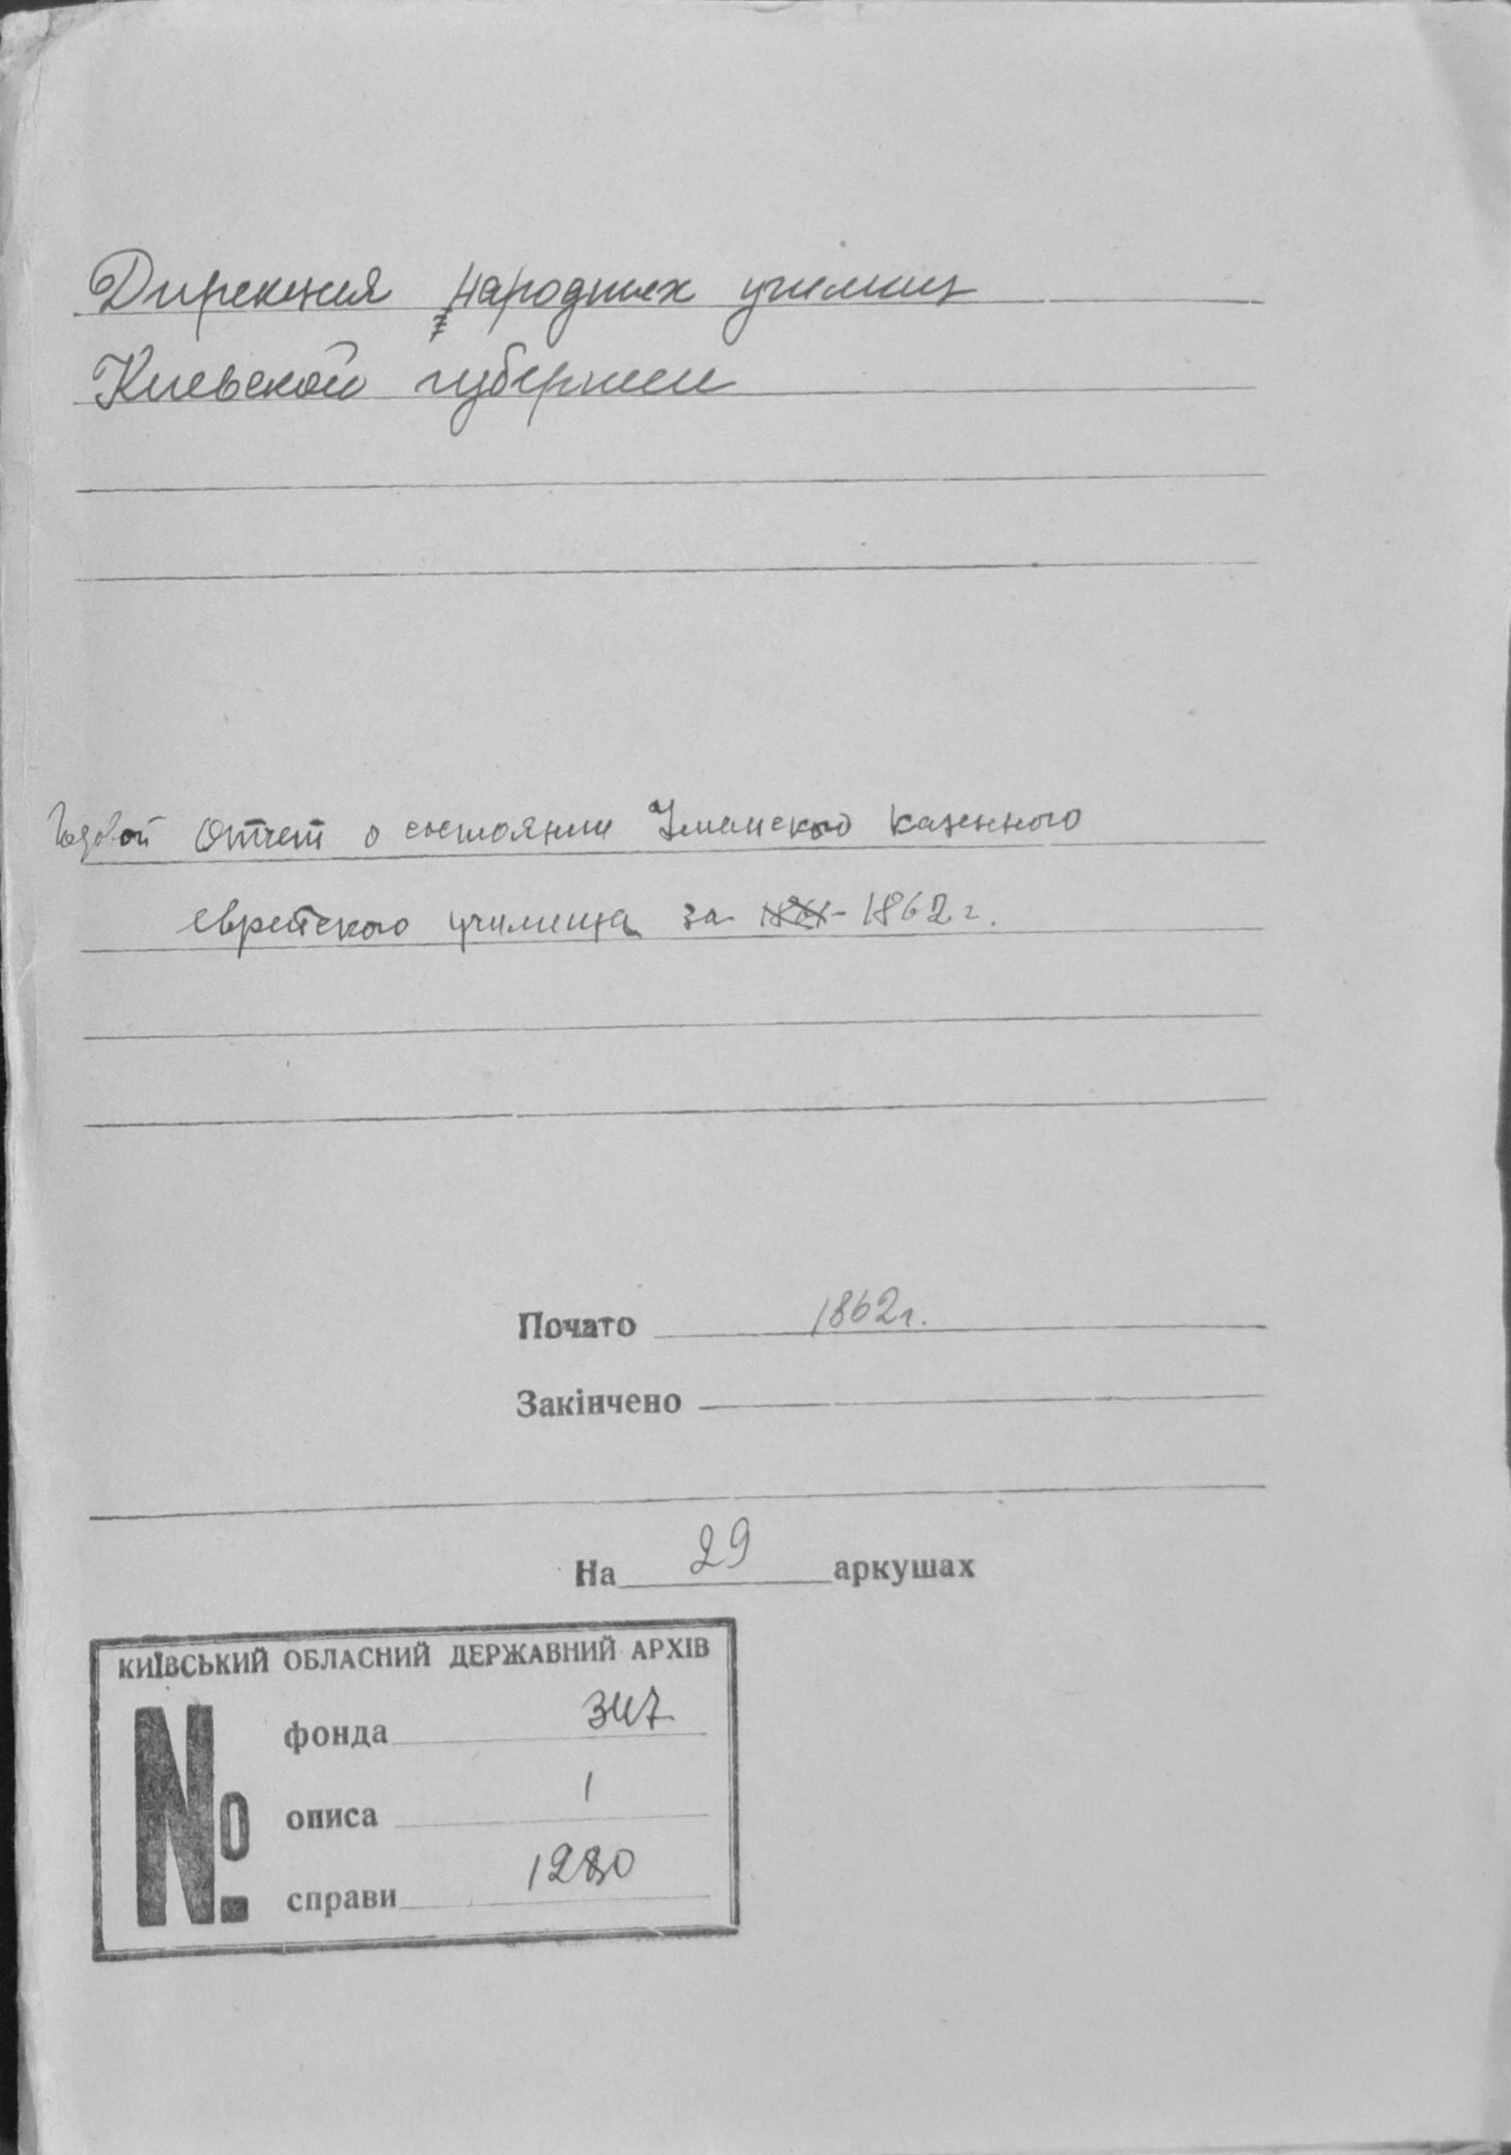 Дирекция народных училищ
Киевской губернии
Годовой Отчет о состоянии Уманского казенного
еврейского училища за 1862 г.
Почато 1862 г.
Закінчено
На 29 аркушах
КИЇВСЬКИЙ ОБЛАСНИЙ ДЕРЖАВНИЙ АРХІВ
№
фонда 347
описа 1
справи 1280